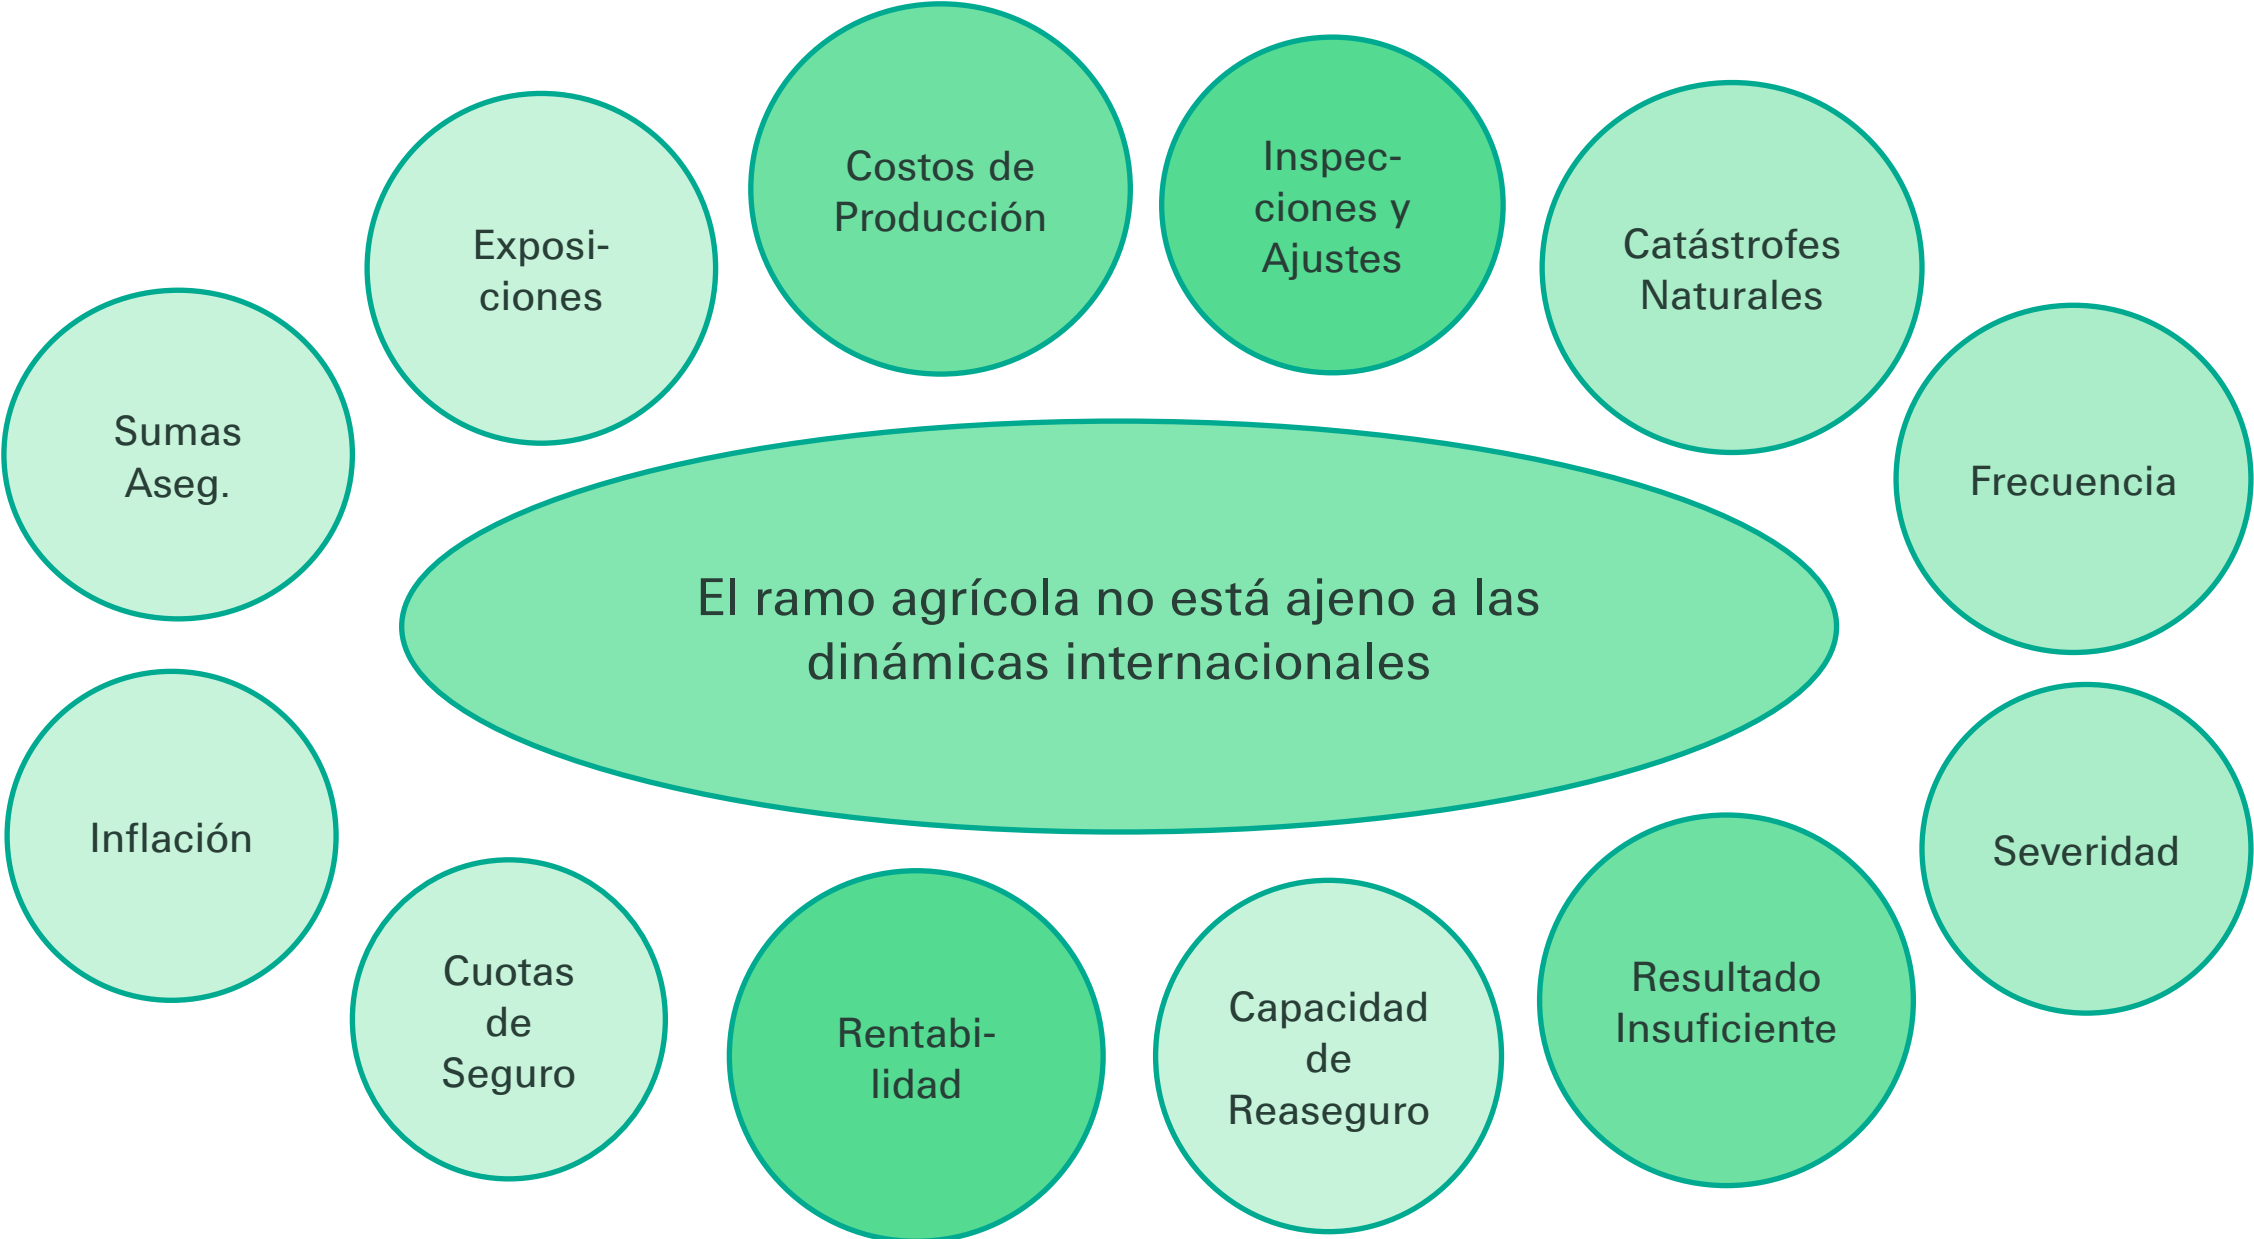 Costos de
Producción
Inspec-
ciones y
Ajustes
Exposi-
ciones
Catástrofes
Naturales
Sumas
Aseg.
Frecuencia
El ramo agrícola no está ajeno a las
dinámicas internacionales
Inflación
Severidad
Cuotas
de
Seguro
Rentabi-
lidad
Capacidad
de
Reaseguro
Resultado
Insuficiente